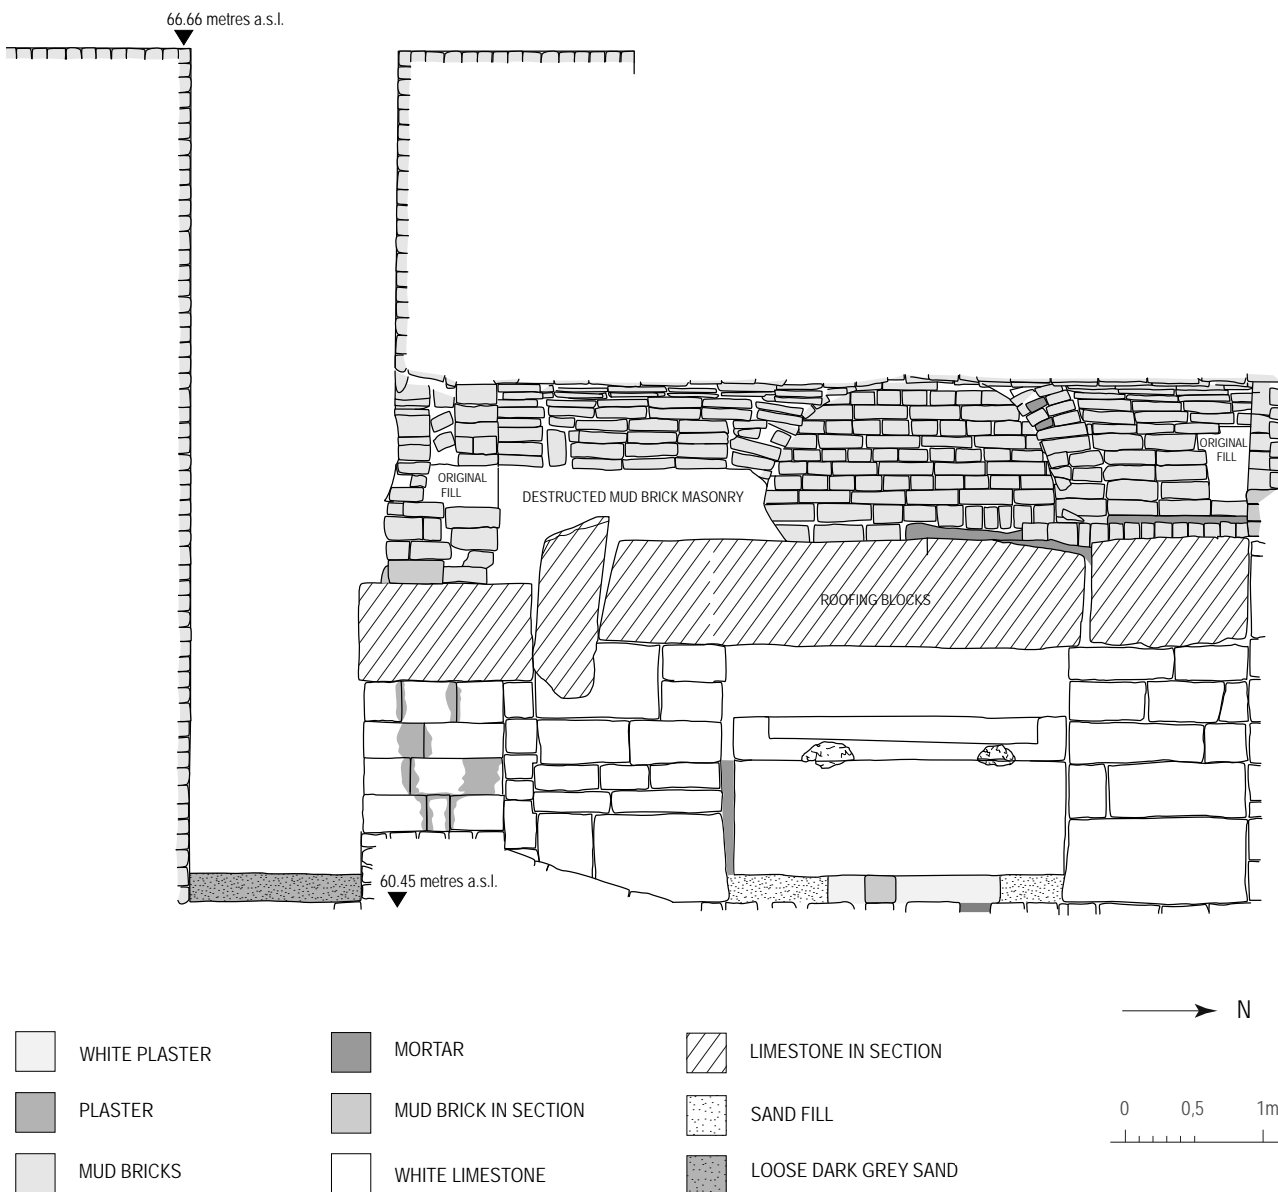 66.66 metres a.s.l.
ORIGINAL
FILL
ORIGINAL
FILL
DESTRUCTED MUD BRICK MASONRY
ROOFING BLOCKS
60.45 metres a.s.l.
N
WHITE PLASTER
MORTAR
LIMESTONE IN SECTION
PLASTER
MUD BRICK IN SECTION
SAND FILL
0 0,5 1m
MUD BRICKS
WHITE LIMESTONE
LOOSE DARK GREY SAND